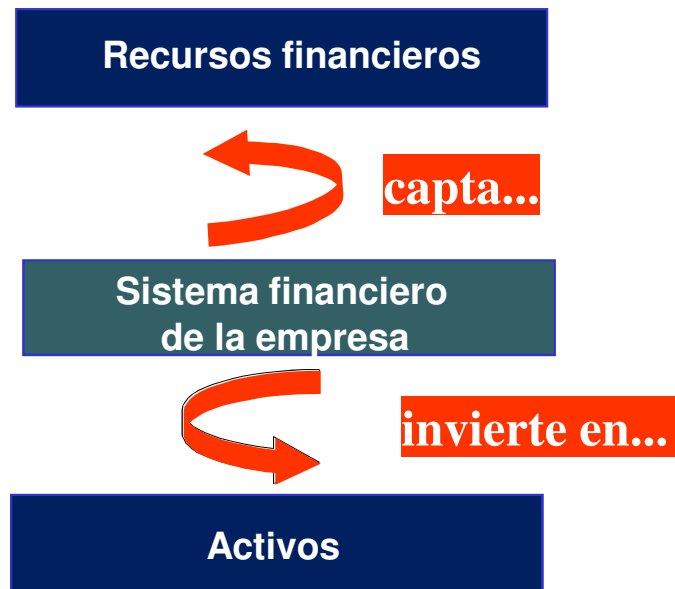 Recursos financieros
capta...
Sistema financiero
de la empresa
invierte en...
Activos